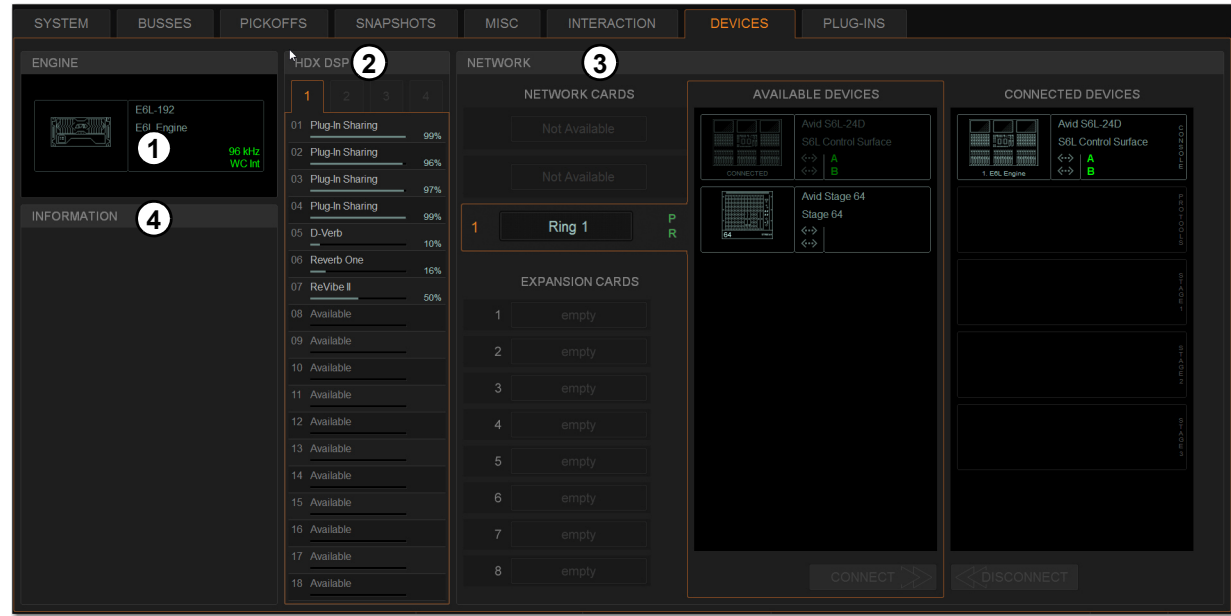 SYSTEM BUSSES PICKOFFS SNAPSHOTS MISC INTERACTION DEVICES PLUG-INS
ENGINE
E6L-192
E6L Engine
1
96 kHz
WC Int
INFORMATION
4
HDX DSP
2
1 2 3 4
01 Plug-In Sharing 99%
02 Plug-In Sharing 96%
03 Plug-In Sharing 97%
04 Plug-In Sharing 99%
05 D-Verb 10%
06 Reverb One 16%
07 ReVibe II 50%
08 Available
09 Available
10 Available
11 Available
12 Available
13 Available
14 Available
15 Available
16 Available
17 Available
18 Available
NETWORK
3
NETWORK CARDS
Not Available
Not Available
1 Ring 1 P
R
EXPANSION CARDS
1 empty
2 empty
3 empty
4 empty
5 empty
6 empty
7 empty
8 empty
AVAILABLE DEVICES
Avid S6L-24D
S6L Control Surface
A
B
CONNECTED
Avid Stage 64
Stage 64
64
CONNECT
CONNECTED DEVICES
Avid S6L-24D
S6L Control Surface
A
B
1. E6L Engine
CONSOLE
PROTOOLS
STAGE 1
STAGE 2
STAGE 3
DISCONNECT